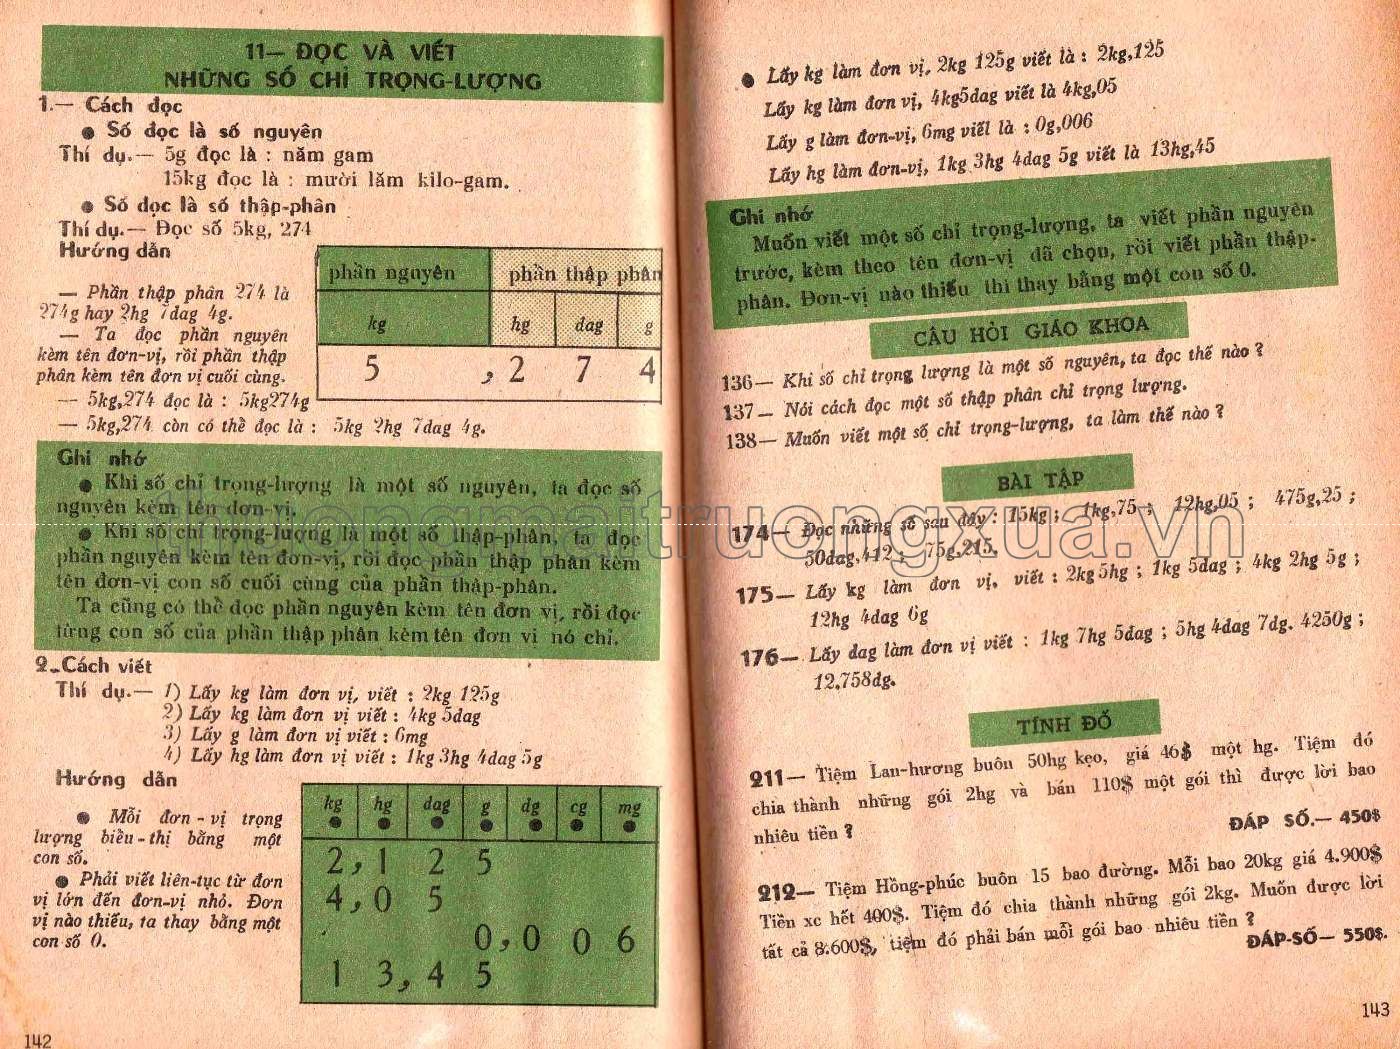 11— ĐỌC VÀ VIẾT
NHỮNG SỐ CHỈ TRỌNG-LƯỢNG
1.— Cách đọc
● Số đọc là số nguyên
Thí dụ.— 5g đọc là : năm gam
15kg đọc là : mười lăm kilo-gam.
● Số đọc là số thập-phân
Thí dụ.— Đọc số 5kg, 274
Hướng dẫn
— Phần thập phân 274 là
274g hay 2hg 7dag 4g.
— Ta đọc phần nguyên
kèm tên đơn-vị, rồi phần thập
phân kèm tên đơn vị cuối cùng.
— 5kg,274 đọc là : 5kg274g
— 5kg,274 còn có thể đọc là : 5kg 2hg 7dag 4g.
phần nguyên phần thập phân
kg hg dag g
5 , 2 7 4
Ghi nhớ
● Khi số chỉ trọng-lượng là một số nguyên, ta đọc số
nguyên kèm tên đơn-vị.
● Khi số chỉ trọng-lượng là một số thập-phân, ta đọc
phần nguyên kèm tên đơn-vị, rồi đọc phần thập phân kèm
tên đơn-vị con số cuối cùng của phần thập-phân.
Ta cũng có thể đọc phần nguyên kèm tên đơn vị, rồi đọc
từng con số của phần thập phân kèm tên đơn vị nó chỉ.
2.-Cách viết
Thí dụ.— 1) Lấy kg làm đơn vị, viết : 2kg 125g
2) Lấy kg làm đơn vị viết : 4kg 5dag
3) Lấy g làm đơn vị viết : 6mg
4) Lấy hg làm đơn vị viết : 1kg 3hg 4dag 5g
Hướng dẫn
● Mỗi đơn - vị trọng
lượng biểu - thị bằng một
con số.
● Phải viết liên-tục từ đơn
vị lớn đến đơn-vị nhỏ. Đơn
vị nào thiếu, ta thay bằng một
con số 0.
kg hg dag g dg cg mg
2,1 2 5
4,0 5
0,0 0 6
1 3,4 5
142
● Lấy kg làm đơn vị, 2kg 125g viết là : 2kg,125
Lấy kg làm đơn vị, 4kg5dag viết là 4kg,05
Lấy g làm đơn-vị, 6mg viết là : 0g,006
Lấy hg làm đơn-vị, 1kg 3hg 4dag 5g viết là 13hg,45
Ghi nhớ
Muốn viết một số chỉ trọng-lượng, ta viết phần nguyên
trước, kèm theo tên đơn-vị đã chọn, rồi viết phần thập-
phân. Đơn-vị nào thiếu thì thay bằng một con số 0.
CÂU HỎI GIÁO KHOA
136— Khi số chỉ trọng lượng là một số nguyên, ta đọc thế nào ?
137— Nói cách đọc một số thập phân chỉ trọng lượng.
138— Muốn viết một số chỉ trọng-lượng, ta làm thế nào ?
BÀI TẬP
174— Đọc những số sau đây : 15kg ; 1kg,75 ; 12hg,05 ; 475g,25 ;
50dag,412 ; 75g,215.
175— Lấy kg làm đơn vị, viết : 2kg 5hg ; 1kg 5dag ; 4kg 2hg 5g ;
12hg 4dag 6g
176— Lấy dag làm đơn vị viết : 1kg 7hg 5dag ; 5hg 4dag 7dg. 4250g ;
12,758dg.
TÍNH ĐỐ
211— Tiệm Lan-hương buôn 50hg kẹo, giá 46$ một hg. Tiệm đó
chia thành những gói 2hg và bán 110$ một gói thì được lời bao
nhiêu tiền ?
ĐÁP SỐ.— 450$
212— Tiệm Hồng-phúc buôn 15 bao đường. Mỗi bao 20kg giá 4.900$
Tiền xe hết 400$. Tiệm đó chia thành những gói 2kg. Muốn được lời
tất cả 8.600$, tiệm đó phải bán mỗi gói bao nhiêu tiền ?
ĐÁP-SỐ— 550$.
143